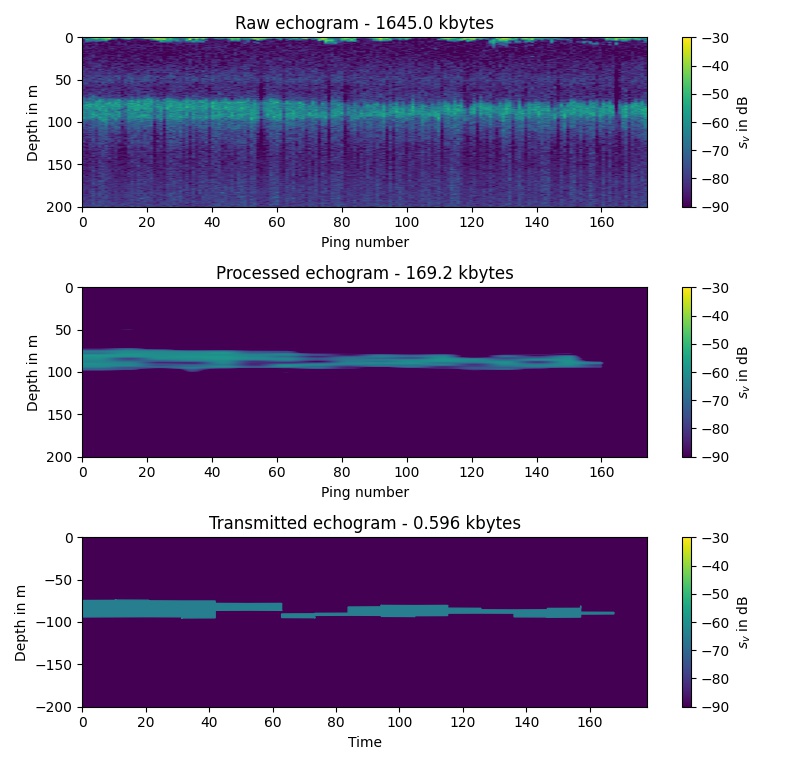 Raw echogram - 1645.0 kbytes
0
50
100
150
200
Depth in m
0 20 40 60 80 100 120 140 160
Ping number
−30
−40
−50
−60
−70
−80
−90
sv in dB
Processed echogram - 169.2 kbytes
0
50
100
150
200
Depth in m
0 20 40 60 80 100 120 140 160
Ping number
−30
−40
−50
−60
−70
−80
−90
sv in dB
Transmitted echogram - 0.596 kbytes
0
−50
−100
−150
−200
Depth in m
0 20 40 60 80 100 120 140 160
Time
−30
−40
−50
−60
−70
−80
−90
sv in dB